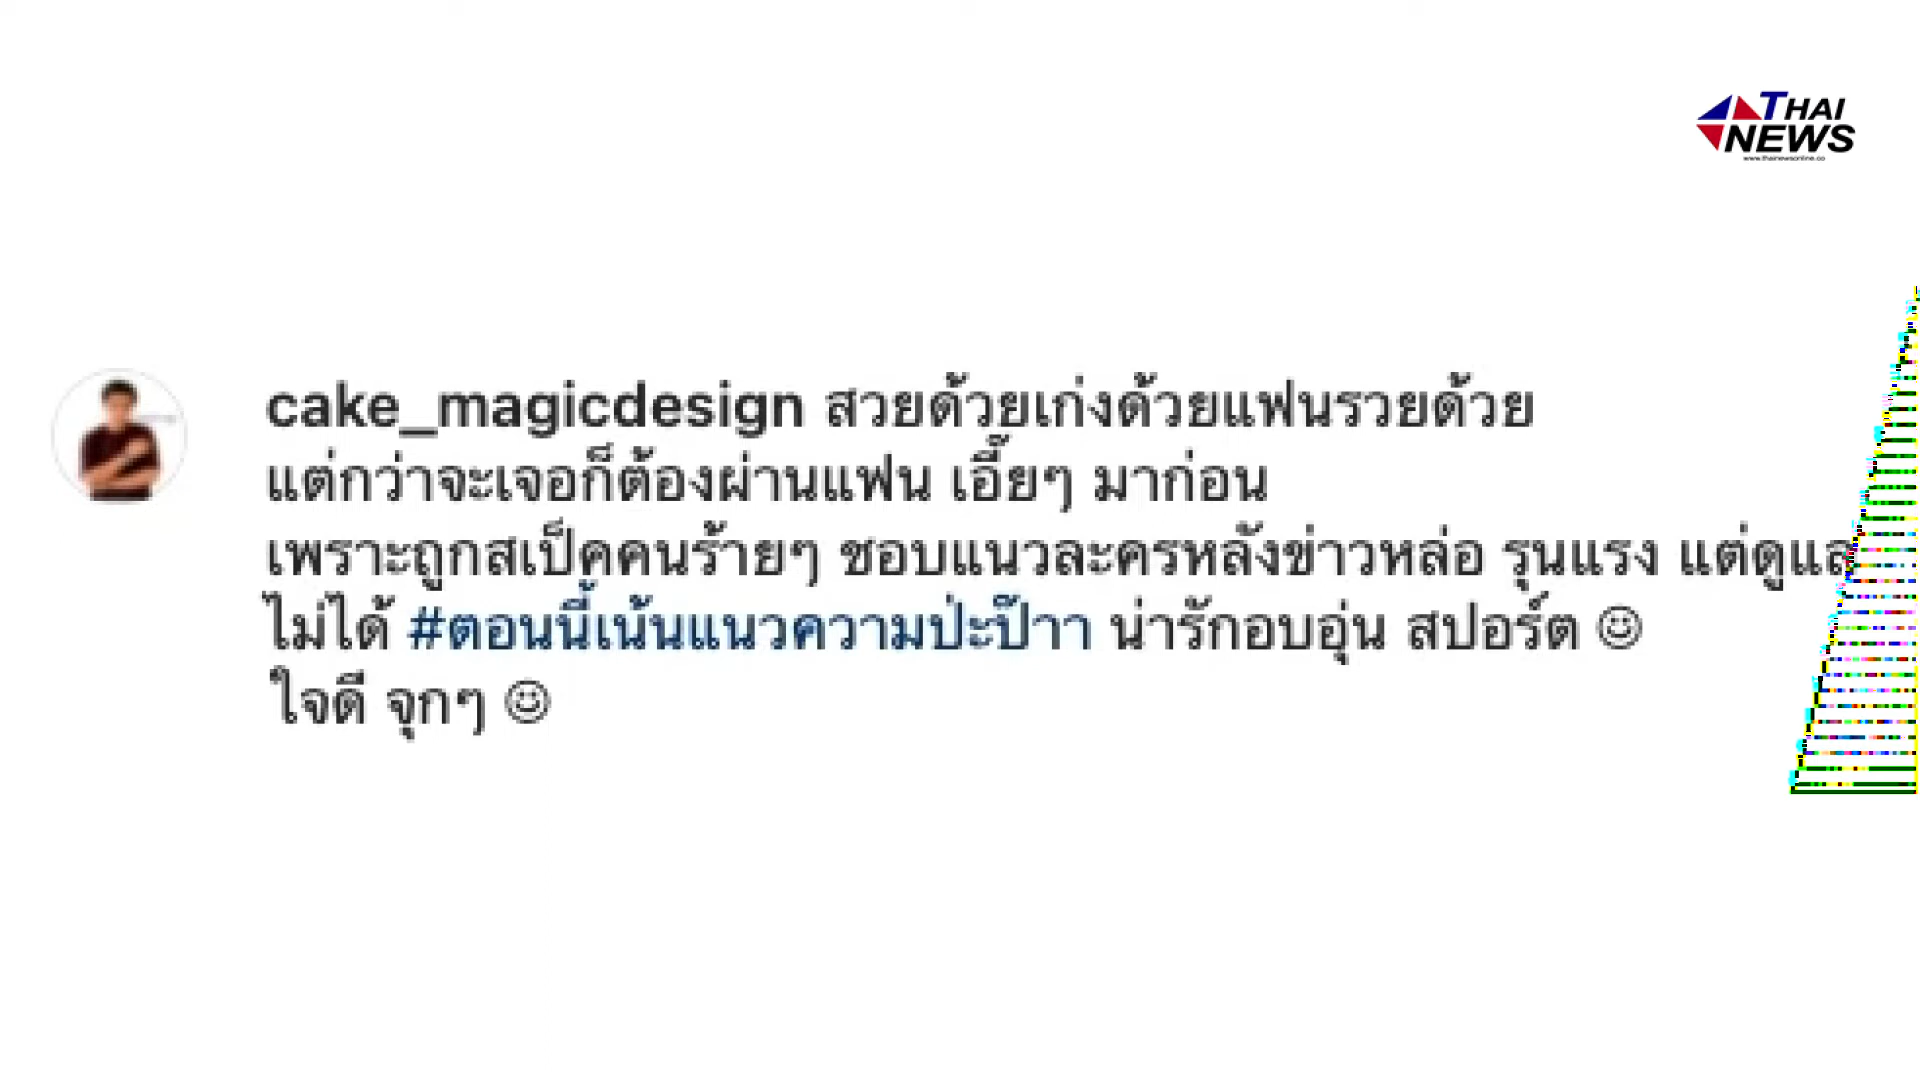 THAI
NEWS
www.thainewsonline.co
cake_magicdesign สวยด้วยเก่งด้วยแฟนรวยด้วย
แต่กว่าจะเจอก็ต้องผ่านแฟน เอี๊ยๆ มาก่อน
เพราะถูกสเป็คคนร้ายๆ ชอบแนวละครหลังข่าวหล่อ รุนแรง แต่ดูแล
ไม่ได้ #ตอนนี้เน้นแนวความป่ะป๊าา น่ารักอบอุ่น สปอร์ต ☺
ใจดี จุกๆ ☺